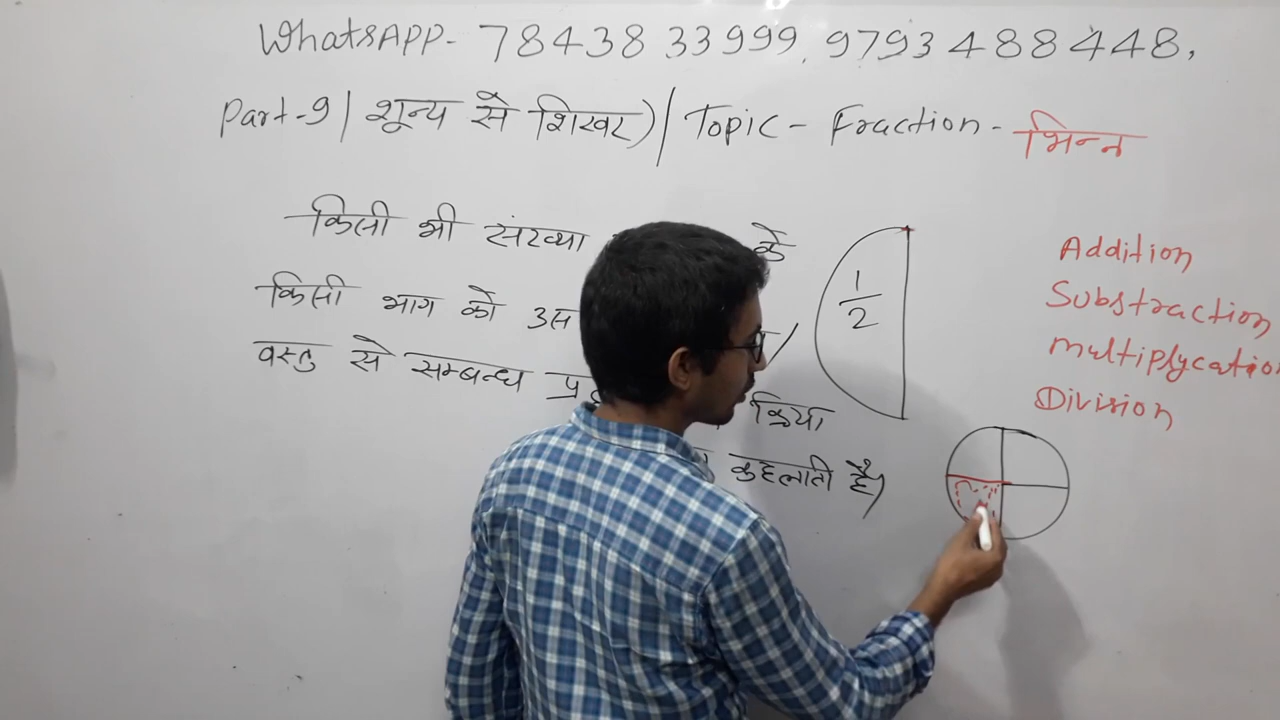 WhatsAPP- 78438 33999, 9793488448,
Part-9 | शून्य से शिखर) / Topic - Fraction - भिन्न
किसी भी संख्या के
किसी भाग को उस
वस्तु से सम्बन्ध
किया
कहलाती है)
1/2
Addition
Substraction
Multiplycation
Division